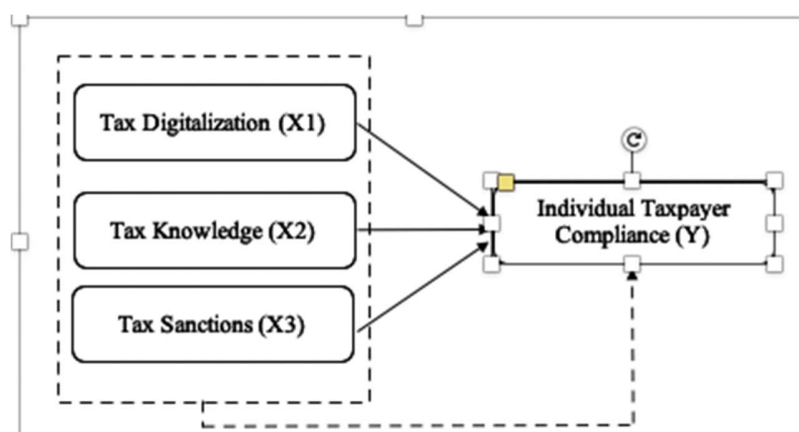 Tax Digitalization (X1)
Tax Knowledge (X2)
Tax Sanctions (X3)
Individual Taxpayer
Compliance (Y)